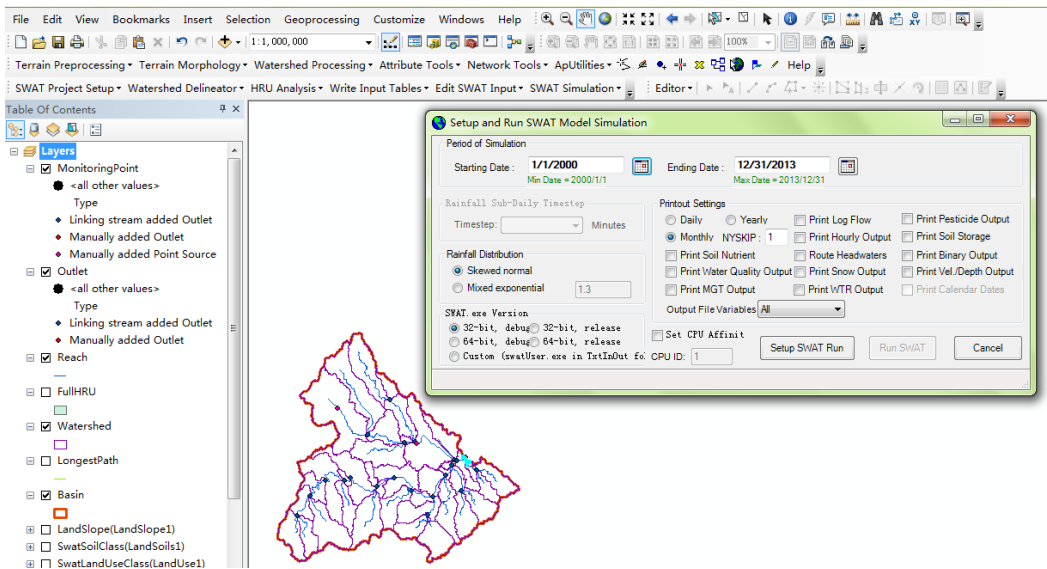 File Edit View Bookmarks Insert Selection Geoprocessing Customize Windows Help
1:1,000,000
100%
Terrain Preprocessing Terrain Morphology Watershed Processing Attribute Tools Network Tools ApUtilities Help
SWAT Project Setup Watershed Delineator HRU Analysis Write Input Tables Edit SWAT Input SWAT Simulation Editor
Table Of Contents
Layers
MonitoringPoint
<all other values>
Type
Linking stream added Outlet
Manually added Outlet
Manually added Point Source
Outlet
<all other values>
Type
Linking stream added Outlet
Manually added Outlet
Reach
FullHRU
Watershed
LongestPath
Basin
LandSlope(LandSlope1)
SwatSoilClass(LandSoils1)
SwatLandUseClass(LandUse1)
Setup and Run SWAT Model Simulation
Period of Simulation
Starting Date : 1/1/2000 Ending Date : 12/31/2013
Min Date = 2000/1/1 Max Date = 2013/12/31
Rainfall Sub-Daily Timestep
Timestep: Minutes
Rainfall Distribution
Skewed normal
Mixed exponential 1.3
SWAT.exe Version
32-bit, debug 32-bit, release
64-bit, debug 64-bit, release
Custom (swatUser.exe in TxtInOut fo
Printout Settings
Daily Yearly Print Log Flow Print Pesticide Output
Monthly NYSKIP : 1 Print Hourly Output Print Soil Storage
Print Soil Nutrient Route Headwaters Print Binary Output
Print Water Quality Output Print Snow Output Print Vel./Depth Output
Print MGT Output Print WTR Output Print Calendar Dates
Output File Variables All
Set CPU Affinit
CPU ID: 1 Setup SWAT Run Run SWAT Cancel